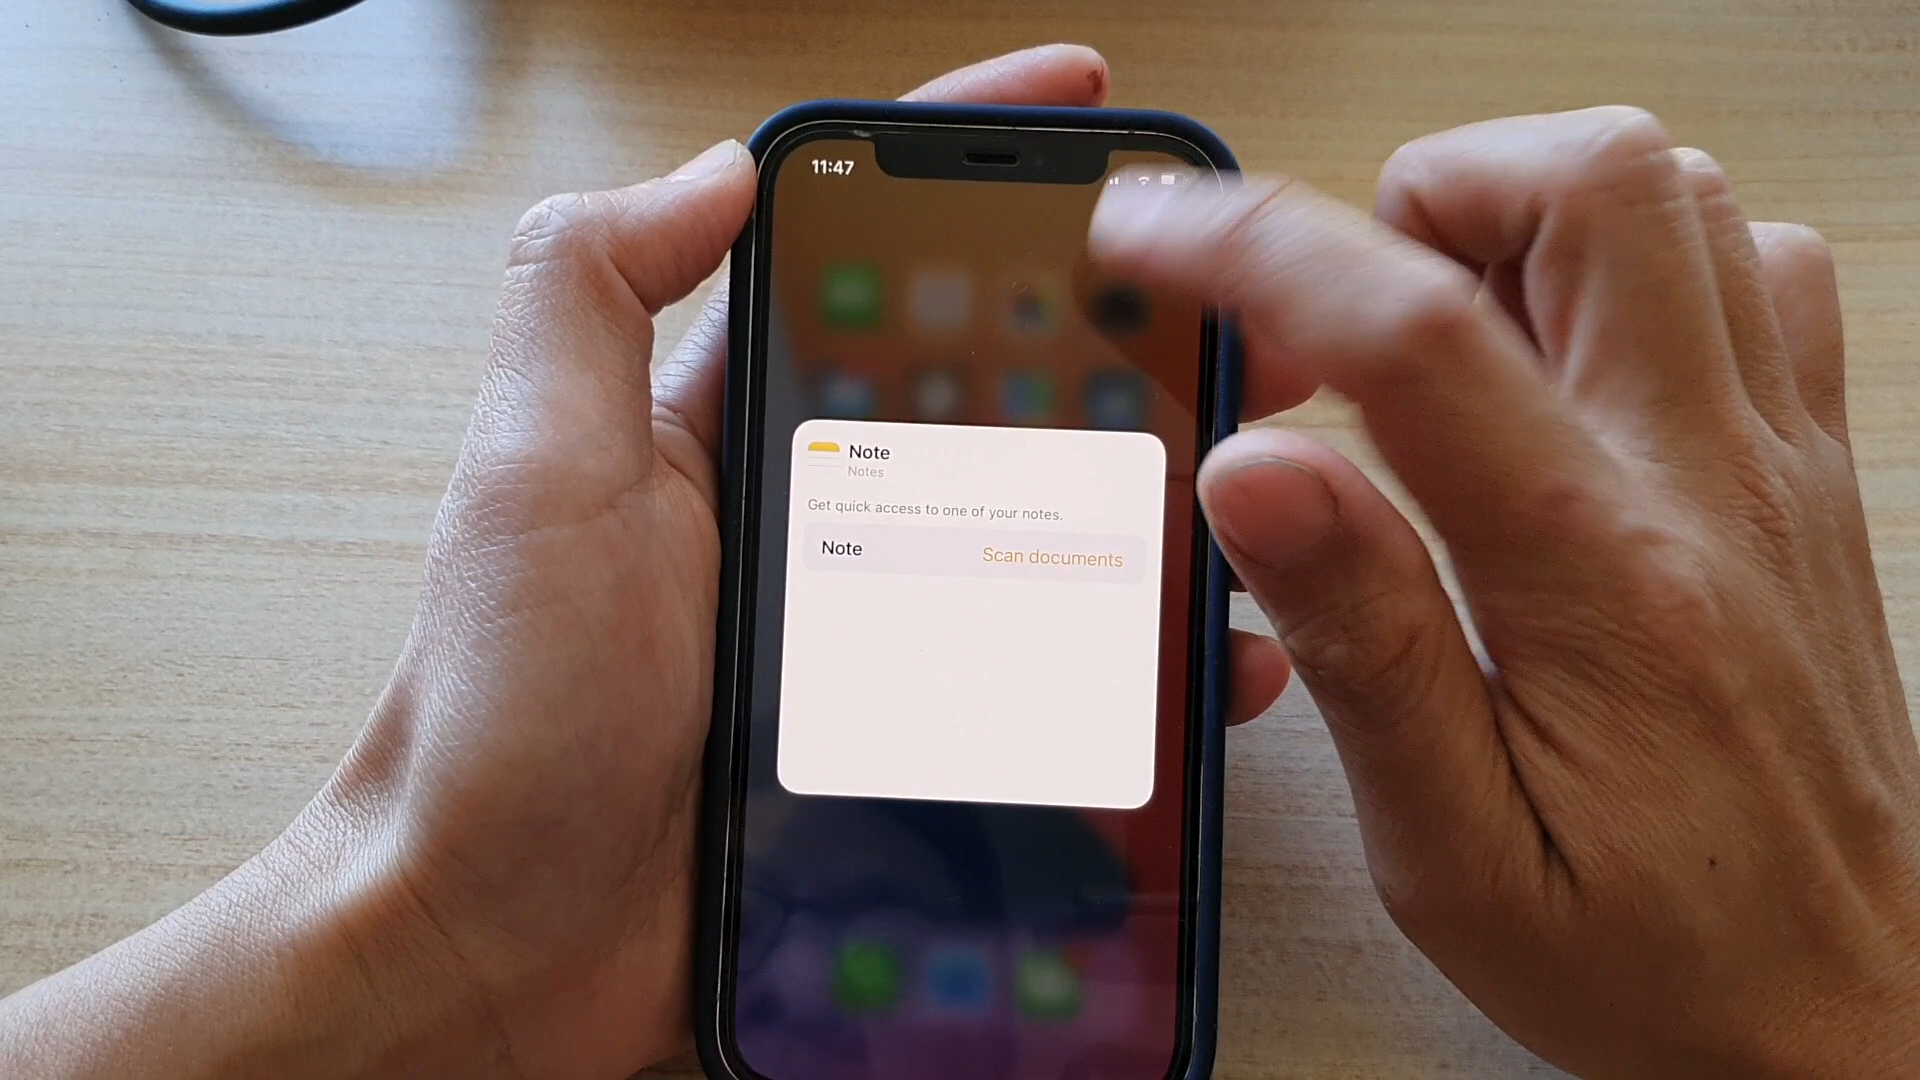 11:47
Note
Notes
Get quick access to one of your notes.
Note Scan documents